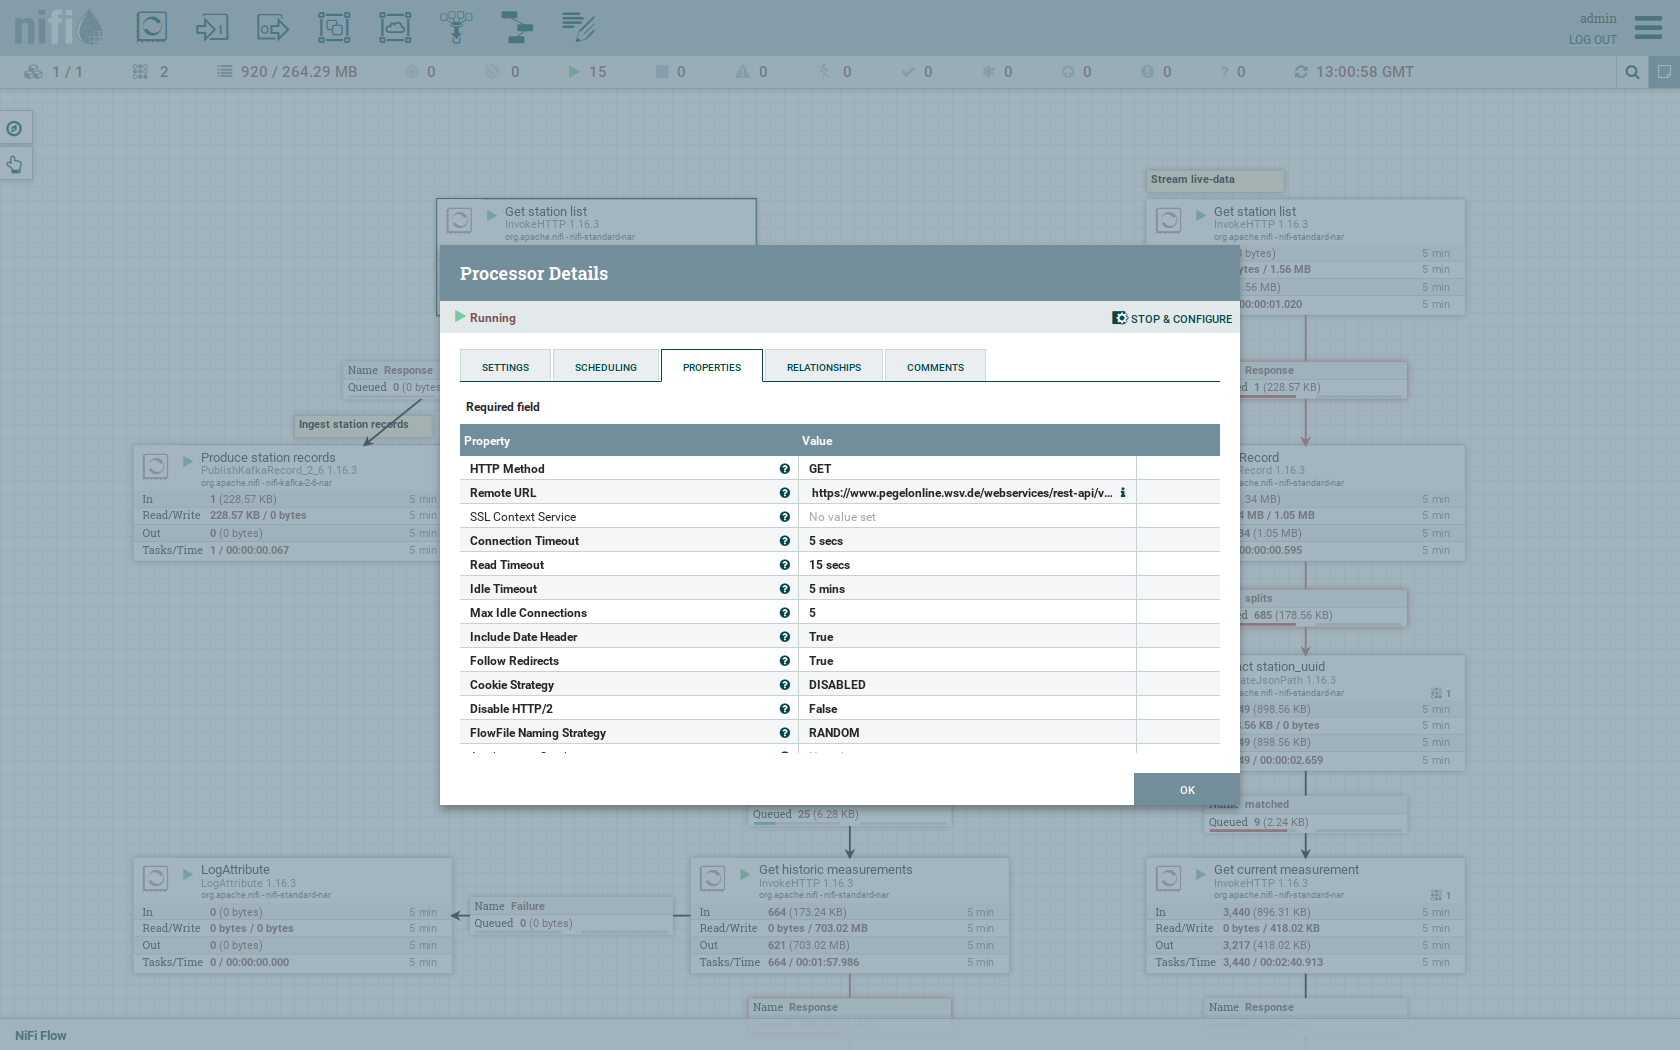 nifi
admin
LOG OUT
1 / 1
2
920 / 264.29 MB
0
0
15
0
0
0
0
0
0
0
0
13:00:58 GMT
Stream live-data
Get station list
InvokeHTTP 1.16.3
org.apache.nifi - nifi-standard-nar
Get station list
InvokeHTTP 1.16.3
org.apache.nifi - nifi-standard-nar
0 bytes) 5 min
ytes / 1.56 MB 5 min
.56 MB) 5 min
00:00:01.020 5 min
Processor Details
Running
STOP & CONFIGURE
SETTINGS
SCHEDULING
PROPERTIES
RELATIONSHIPS
COMMENTS
Required field
Property Value
HTTP Method GET
Remote URL https://www.pegelonline.wsv.de/webservices/rest-api/v...
SSL Context Service No value set
Connection Timeout 5 secs
Read Timeout 15 secs
Idle Timeout 5 mins
Max Idle Connections 5
Include Date Header True
Follow Redirects True
Cookie Strategy DISABLED
Disable HTTP/2 False
FlowFile Naming Strategy RANDOM
OK
Name Response
Queued 0 (0 bytes
Ingest station records
Produce station records
PublishKafkaRecord_2_6 1.16.3
org.apache.nifi - nifi-kafka-2-6-nar
In 1 (228.57 KB) 5 min
Read/Write 228.57 KB / 0 bytes 5 min
Out 0 (0 bytes) 5 min
Tasks/Time 1 / 00:00:00.067 5 min
Response
d 1 (228.57 KB)
Record
Record 1.16.3
ache.nifi - nifi-standard-nar
.34 MB) 5 min
4 MB / 1.05 MB 5 min
34 (1.05 MB) 5 min
00:00:00.595 5 min
splits
d 685 (178.56 KB)
ct station_uuid
ateJsonPath 1.16.3
ache.nifi - nifi-standard-nar
1
49 (898.56 KB) 5 min
.56 KB / 0 bytes 5 min
49 (898.56 KB) 5 min
49 / 00:00:02.659 5 min
Name matched
Queued 9 (2.24 KB)
Queued 25 (6.28 KB)
LogAttribute
LogAttribute 1.16.3
org.apache.nifi - nifi-standard-nar
In 0 (0 bytes) 5 min
Read/Write 0 bytes / 0 bytes 5 min
Out 0 (0 bytes) 5 min
Tasks/Time 0 / 00:00:00.000 5 min
Name Failure
Queued 0 (0 bytes)
Get historic measurements
InvokeHTTP 1.16.3
org.apache.nifi - nifi-standard-nar
In 664 (173.24 KB) 5 min
Read/Write 0 bytes / 703.02 MB 5 min
Out 621 (703.02 MB) 5 min
Tasks/Time 664 / 00:01:57.986 5 min
Get current measurement
InvokeHTTP 1.16.3
org.apache.nifi - nifi-standard-nar
1
In 3,440 (896.31 KB) 5 min
Read/Write 0 bytes / 418.02 KB 5 min
Out 3,217 (418.02 KB) 5 min
Tasks/Time 3,440 / 00:02:40.913 5 min
Name Response
Name Response
NiFi Flow